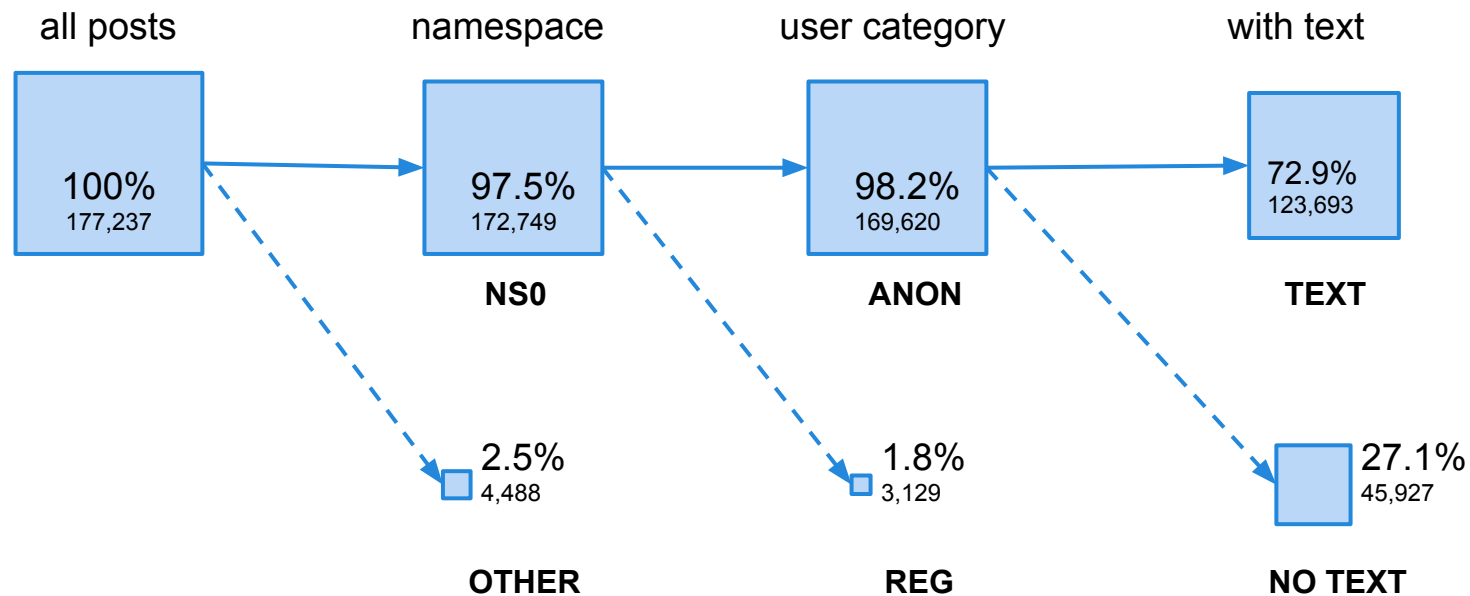 all posts
namespace
user category
with text
100%
177,237
97.5%
172,749
98.2%
169,620
72.9%
123,693
NS0
ANON
TEXT
2.5%
4,488
1.8%
3,129
27.1%
45,927
OTHER
REG
NO TEXT